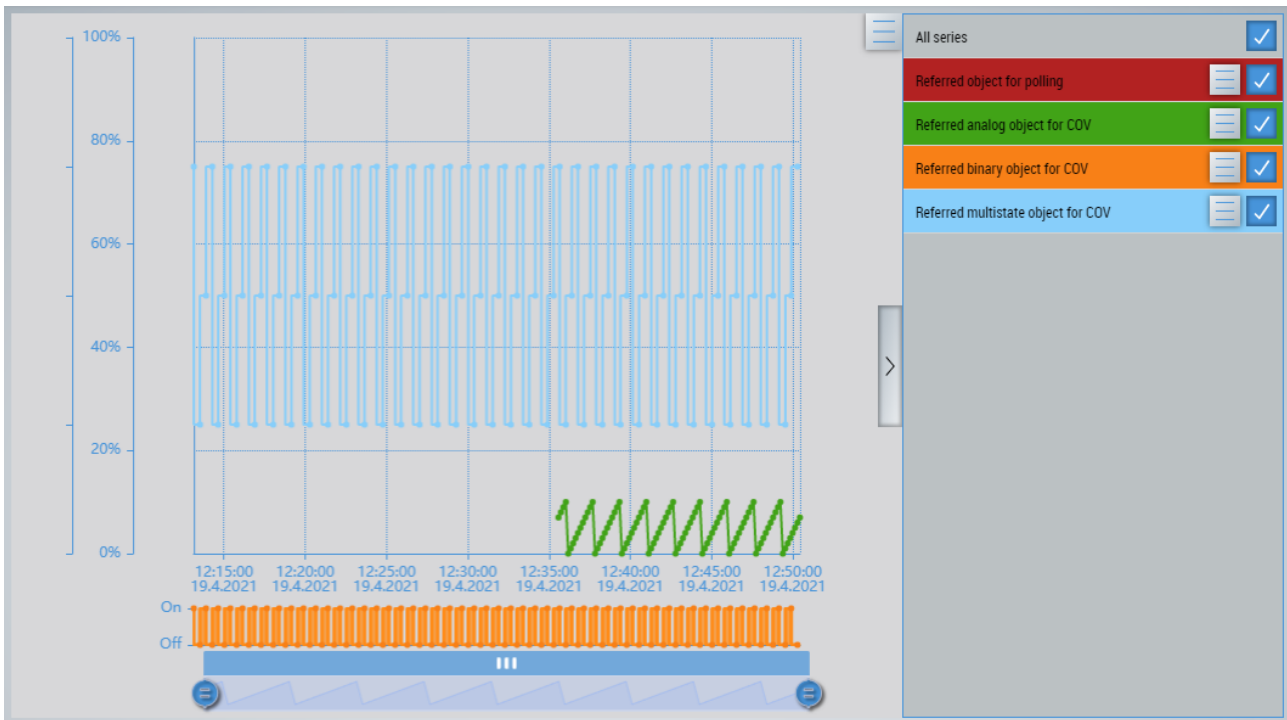 100%
80%
60%
40%
20%
0%
12:15:00 12:20:00 12:25:00 12:30:00 12:35:00 12:40:00 12:45:00 12:50:00
19.4.2021 19.4.2021 19.4.2021 19.4.2021 19.4.2021 19.4.2021 19.4.2021 19.4.2021
On
Off
All series
Referred object for polling
Referred analog object for COV
Referred binary object for COV
Referred multistate object for COV